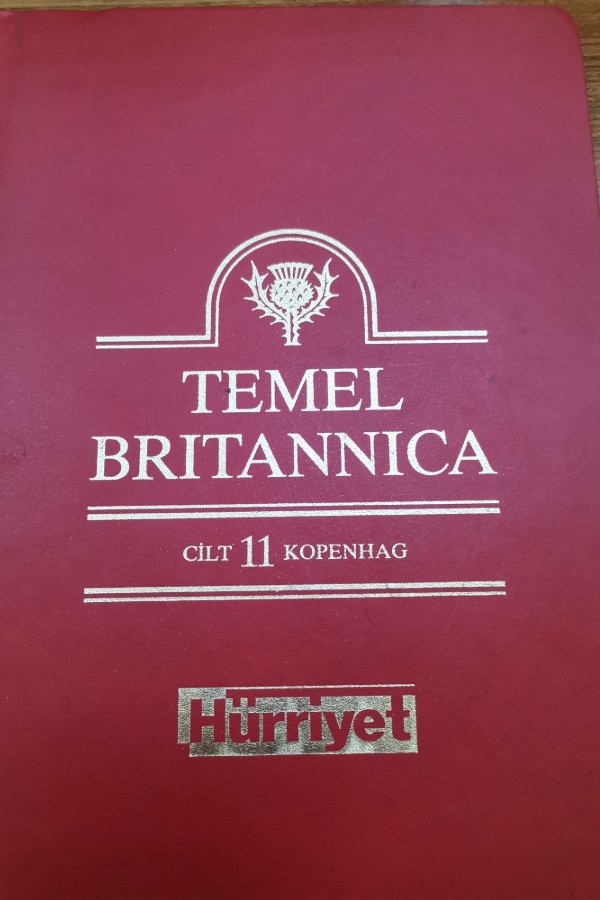 TEMEL
BRITANNICA
CİLT 11 KOPENHAG
Hürriyet